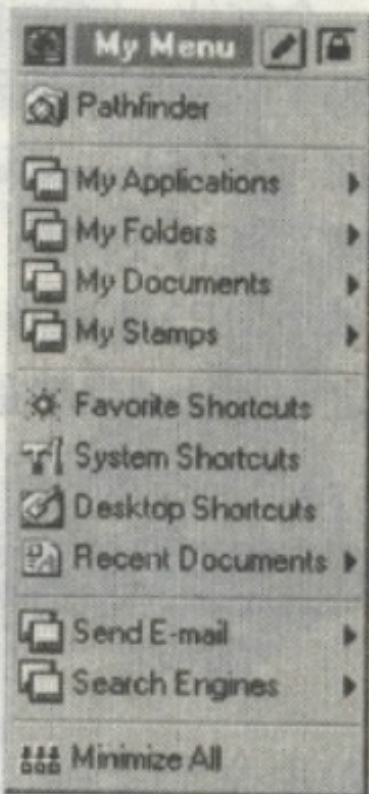 My Menu
Pathfinder
My Applications
My Folders
My Documents
My Stamps
Favorite Shortcuts
System Shortcuts
Desktop Shortcuts
Recent Documents
Send E-mail
Search Engines
Minimize All